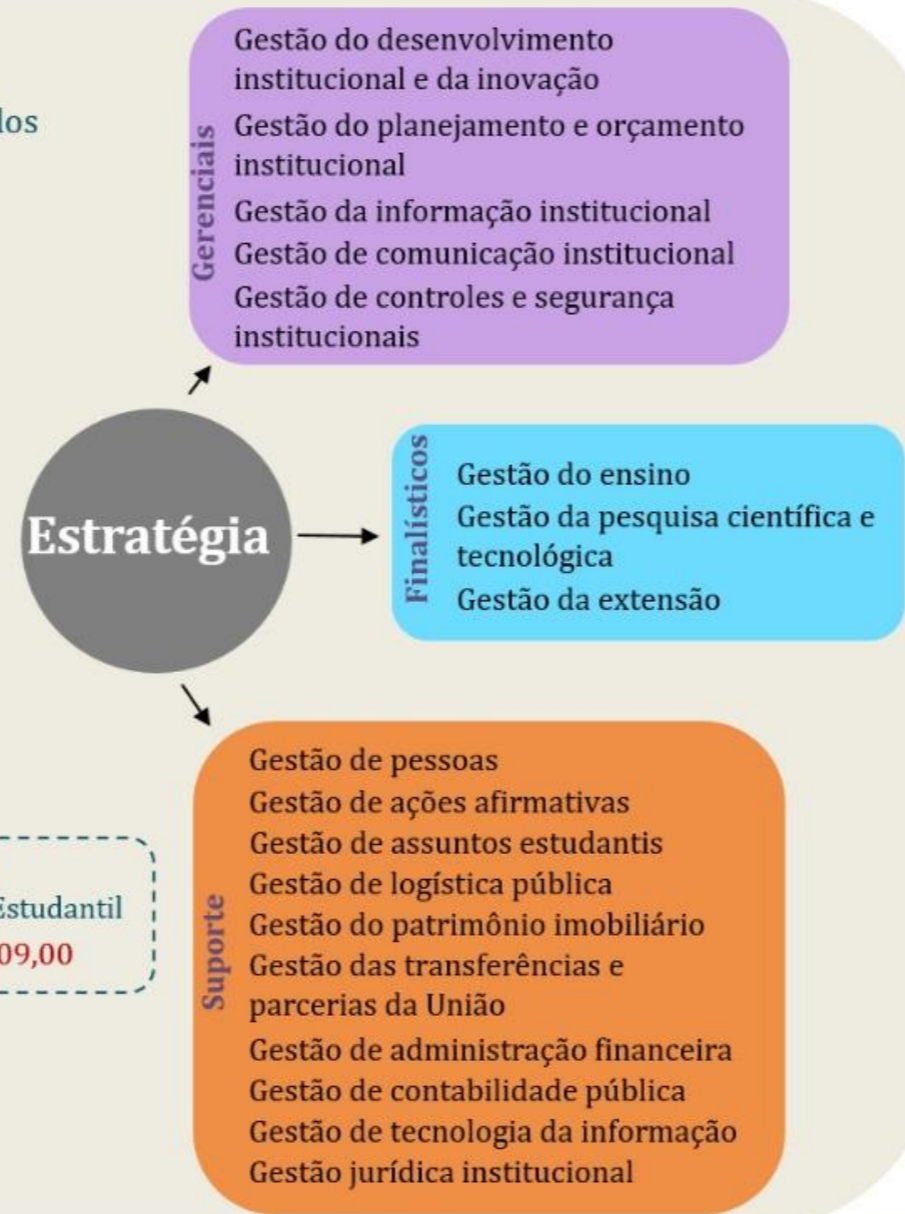 Gestão do desenvolvimento
institucional e da inovação
Gestão do planejamento e orçamento
institucional
Gestão da informação institucional
Gestão de comunicação institucional
Gestão de controles e segurança
institucionais
Gerenciais
Estratégia
Finalísticos
Gestão do ensino
Gestão da pesquisa científica e
tecnológica
Gestão da extensão
Gestão de pessoas
Gestão de ações afirmativas
Gestão de assuntos estudantis
Gestão de logística pública
Gestão do patrimônio imobiliário
Gestão das transferências e
parcerias da União
Gestão de administração financeira
Gestão de contabilidade pública
Gestão de tecnologia da informação
Gestão jurídica institucional
Suporte
Estudantil
09,00